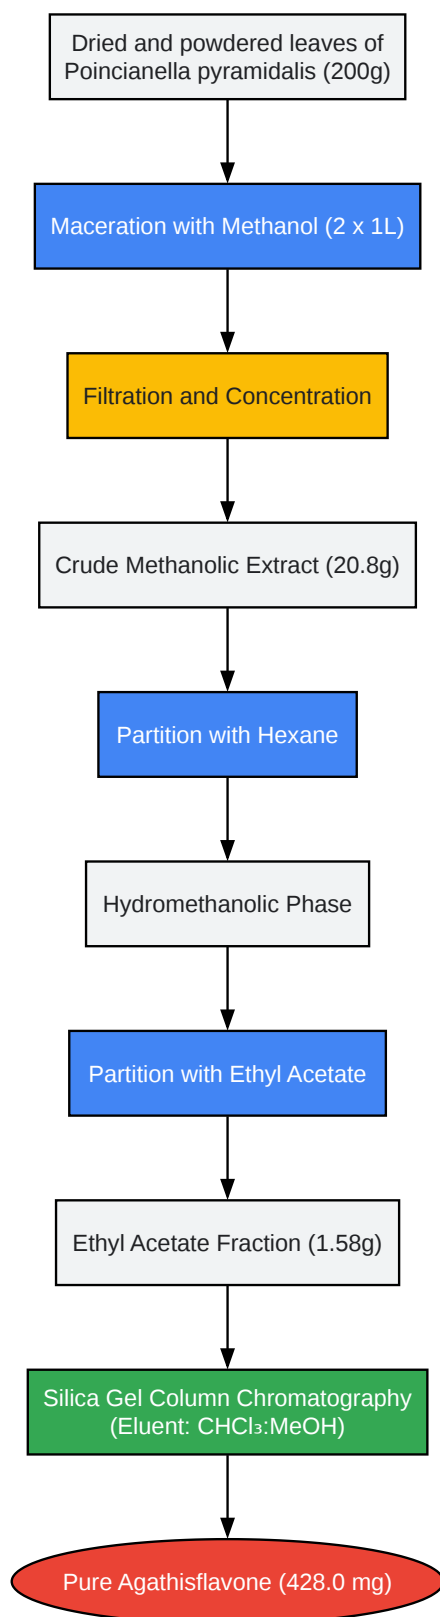 Dried and powdered leaves of
Poincianella pyramidalis (200g)
Maceration with Methanol (2 x 1L)
Filtration and Concentration
Crude Methanolic Extract (20.8g)
Partition with Hexane
Hydromethanolic Phase
Partition with Ethyl Acetate
Ethyl Acetate Fraction (1.58g)
Silica Gel Column Chromatography
(Eluent: CHCl₃:MeOH)
Pure Agathisflavone (428.0 mg)